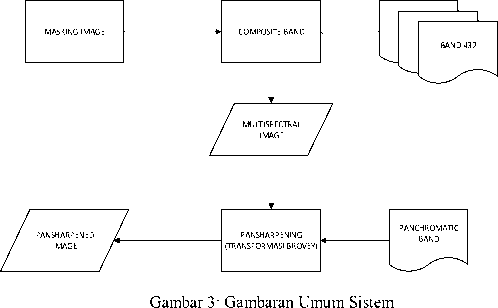 MASKING IMAGE
COMPOSITE BAND
BAND 432
MULTISPECTRAL
IMAGE
PANSHARPENED
IMAGE
PANSHARPENING
(TRANSFORMASI BROVEY)
PANCHROMATIC
BAND
Gambar 3: Gambaran Umum Sistem